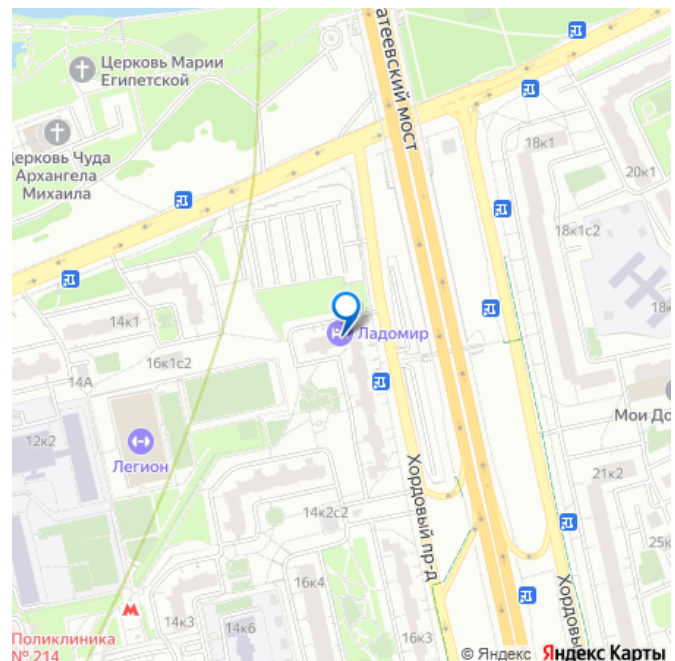 атеевский мост
Церковь Марии
Египетской
18к1
20к1
Церковь Чуда
Архангела
Михаила
18к1с2
14к1
Ладомир
16к1с2
14А
Мои До
12к2
Легион
21к2
14к2с2
Хордовый пр-д
25к
16к4
Хордовы
14к3
14к6
16к3
Поликлиника
№ 214
© Яндекс Яндекс Карты